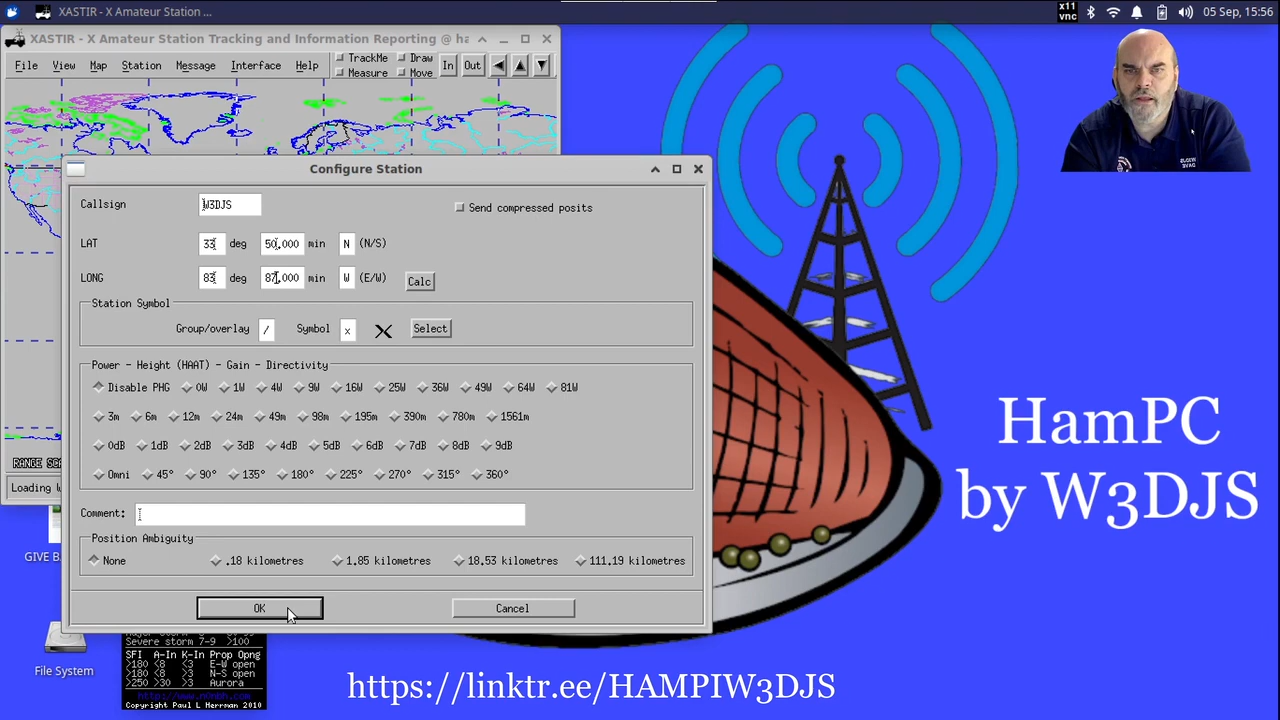 XASTIR - X Amateur Station ...
x11
vnc
05 Sep, 15:56
XASTIR - X Amateur Station Tracking and Information Reporting @ ha
File View Map Station Message Interface Help
TrackMe Draw
Measure Move
In Out
Configure Station
Callsign W3DJS
Send compressed posits
LAT 33 deg 50.000 min N (N/S)
LONG 83 deg 87.000 min W (E/W) Calc
Station Symbol
Group/overlay / Symbol x Select
Power - Height (HAAT) - Gain - Directivity
Disable PHG 0W 1W 4W 9W 16W 25W 36W 49W 64W 81W
3m 6m 12m 24m 49m 98m 195m 390m 780m 1561m
0dB 1dB 2dB 3dB 4dB 5dB 6dB 7dB 8dB 9dB
Omni 45° 90° 135° 180° 225° 270° 315° 360°
Comment:
Position Ambiguity
None .18 kilometres 1.85 kilometres 18.53 kilometres 111.19 kilometres
OK Cancel
Loading
HamPC
by W3DJS
GIVE
File System
Severe storm 7-9 >100
SFI A-In K-In Prop Opng
>180 <8 <3 E-W open
>180 <8 <3 N-S open
>250 >30 >3 Aurora
Copyright Paul L Herrman 2010
https://linktr.ee/HAMPIW3DJS